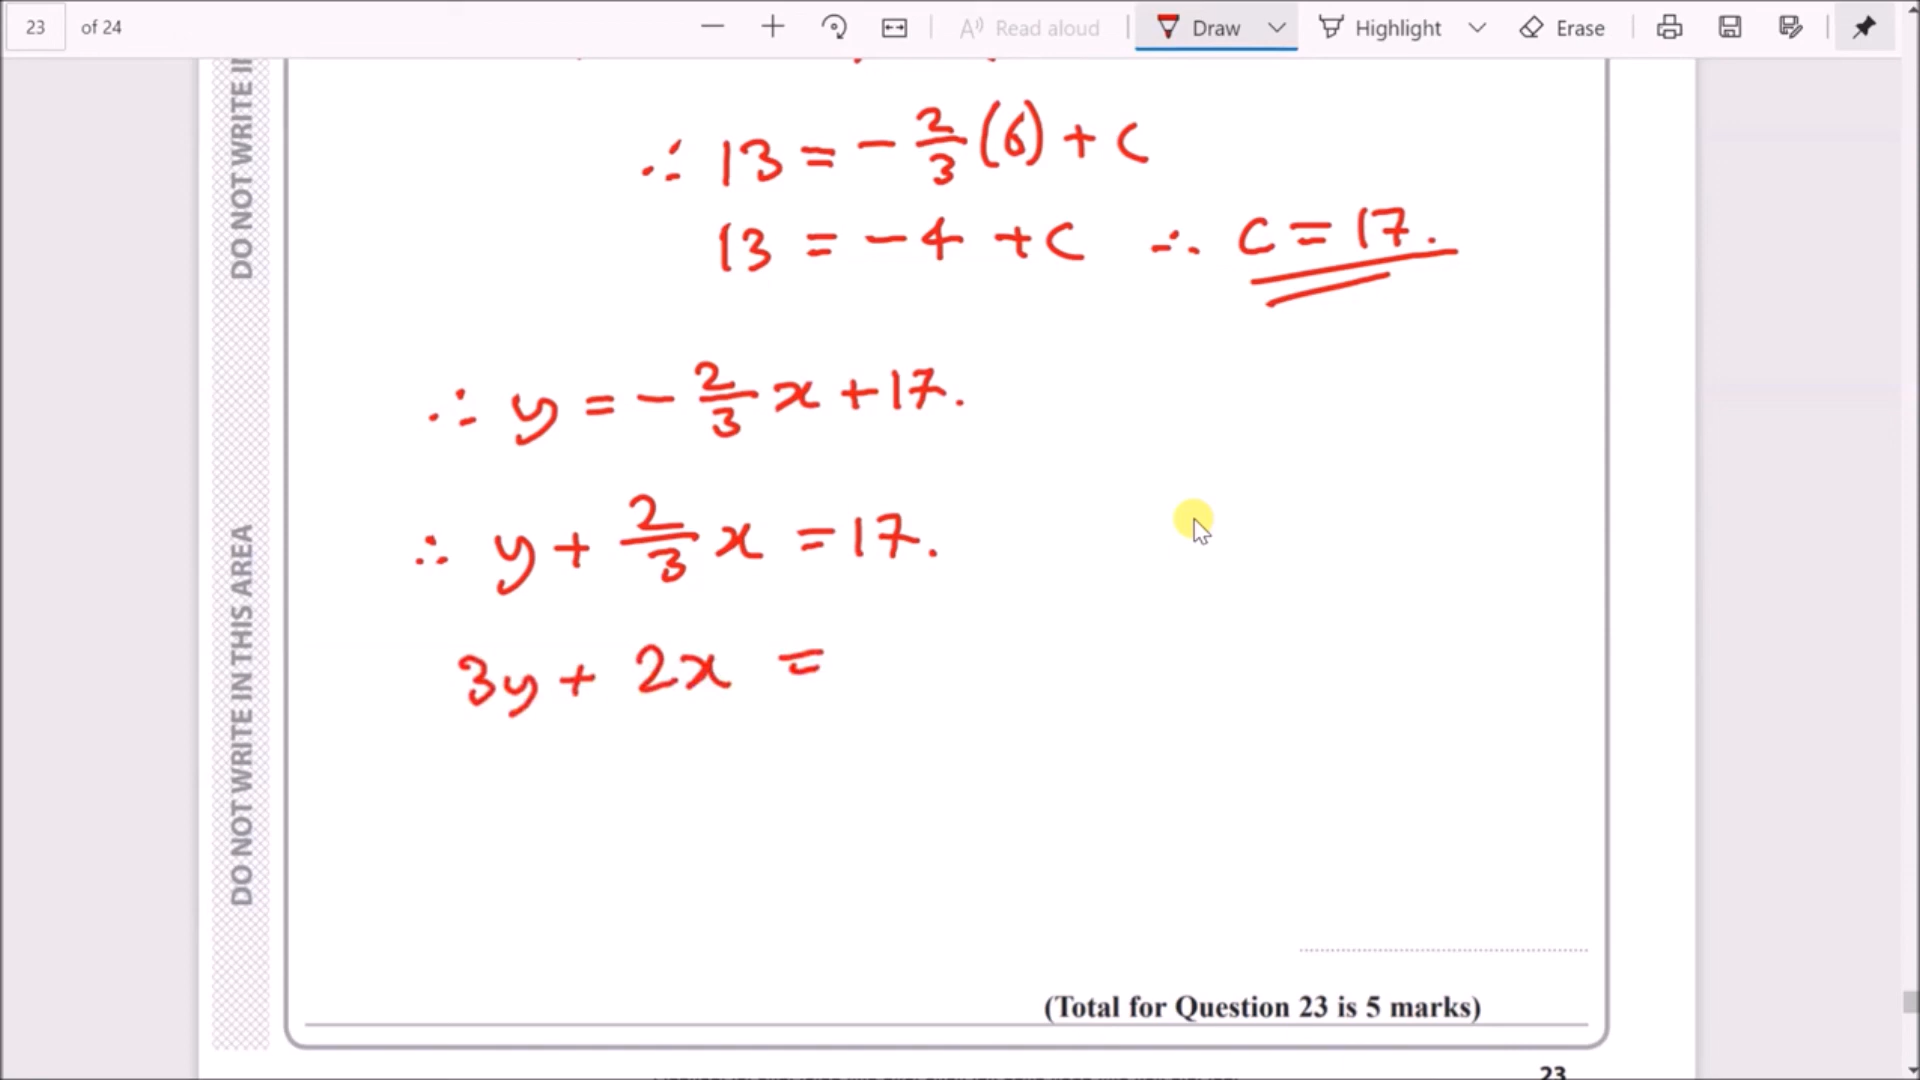 23 of 24 Read aloud Draw Highlight Erase
DO NOT WRITE I
∴ 13 = - 2/3 (6) + C
13 = - 4 + C ∴ C = 17.
∴ y = - 2/3 x + 17.
∴ y + 2/3 x = 17.
3y + 2x =
DO NOT WRITE IN THIS AREA
(Total for Question 23 is 5 marks)
23